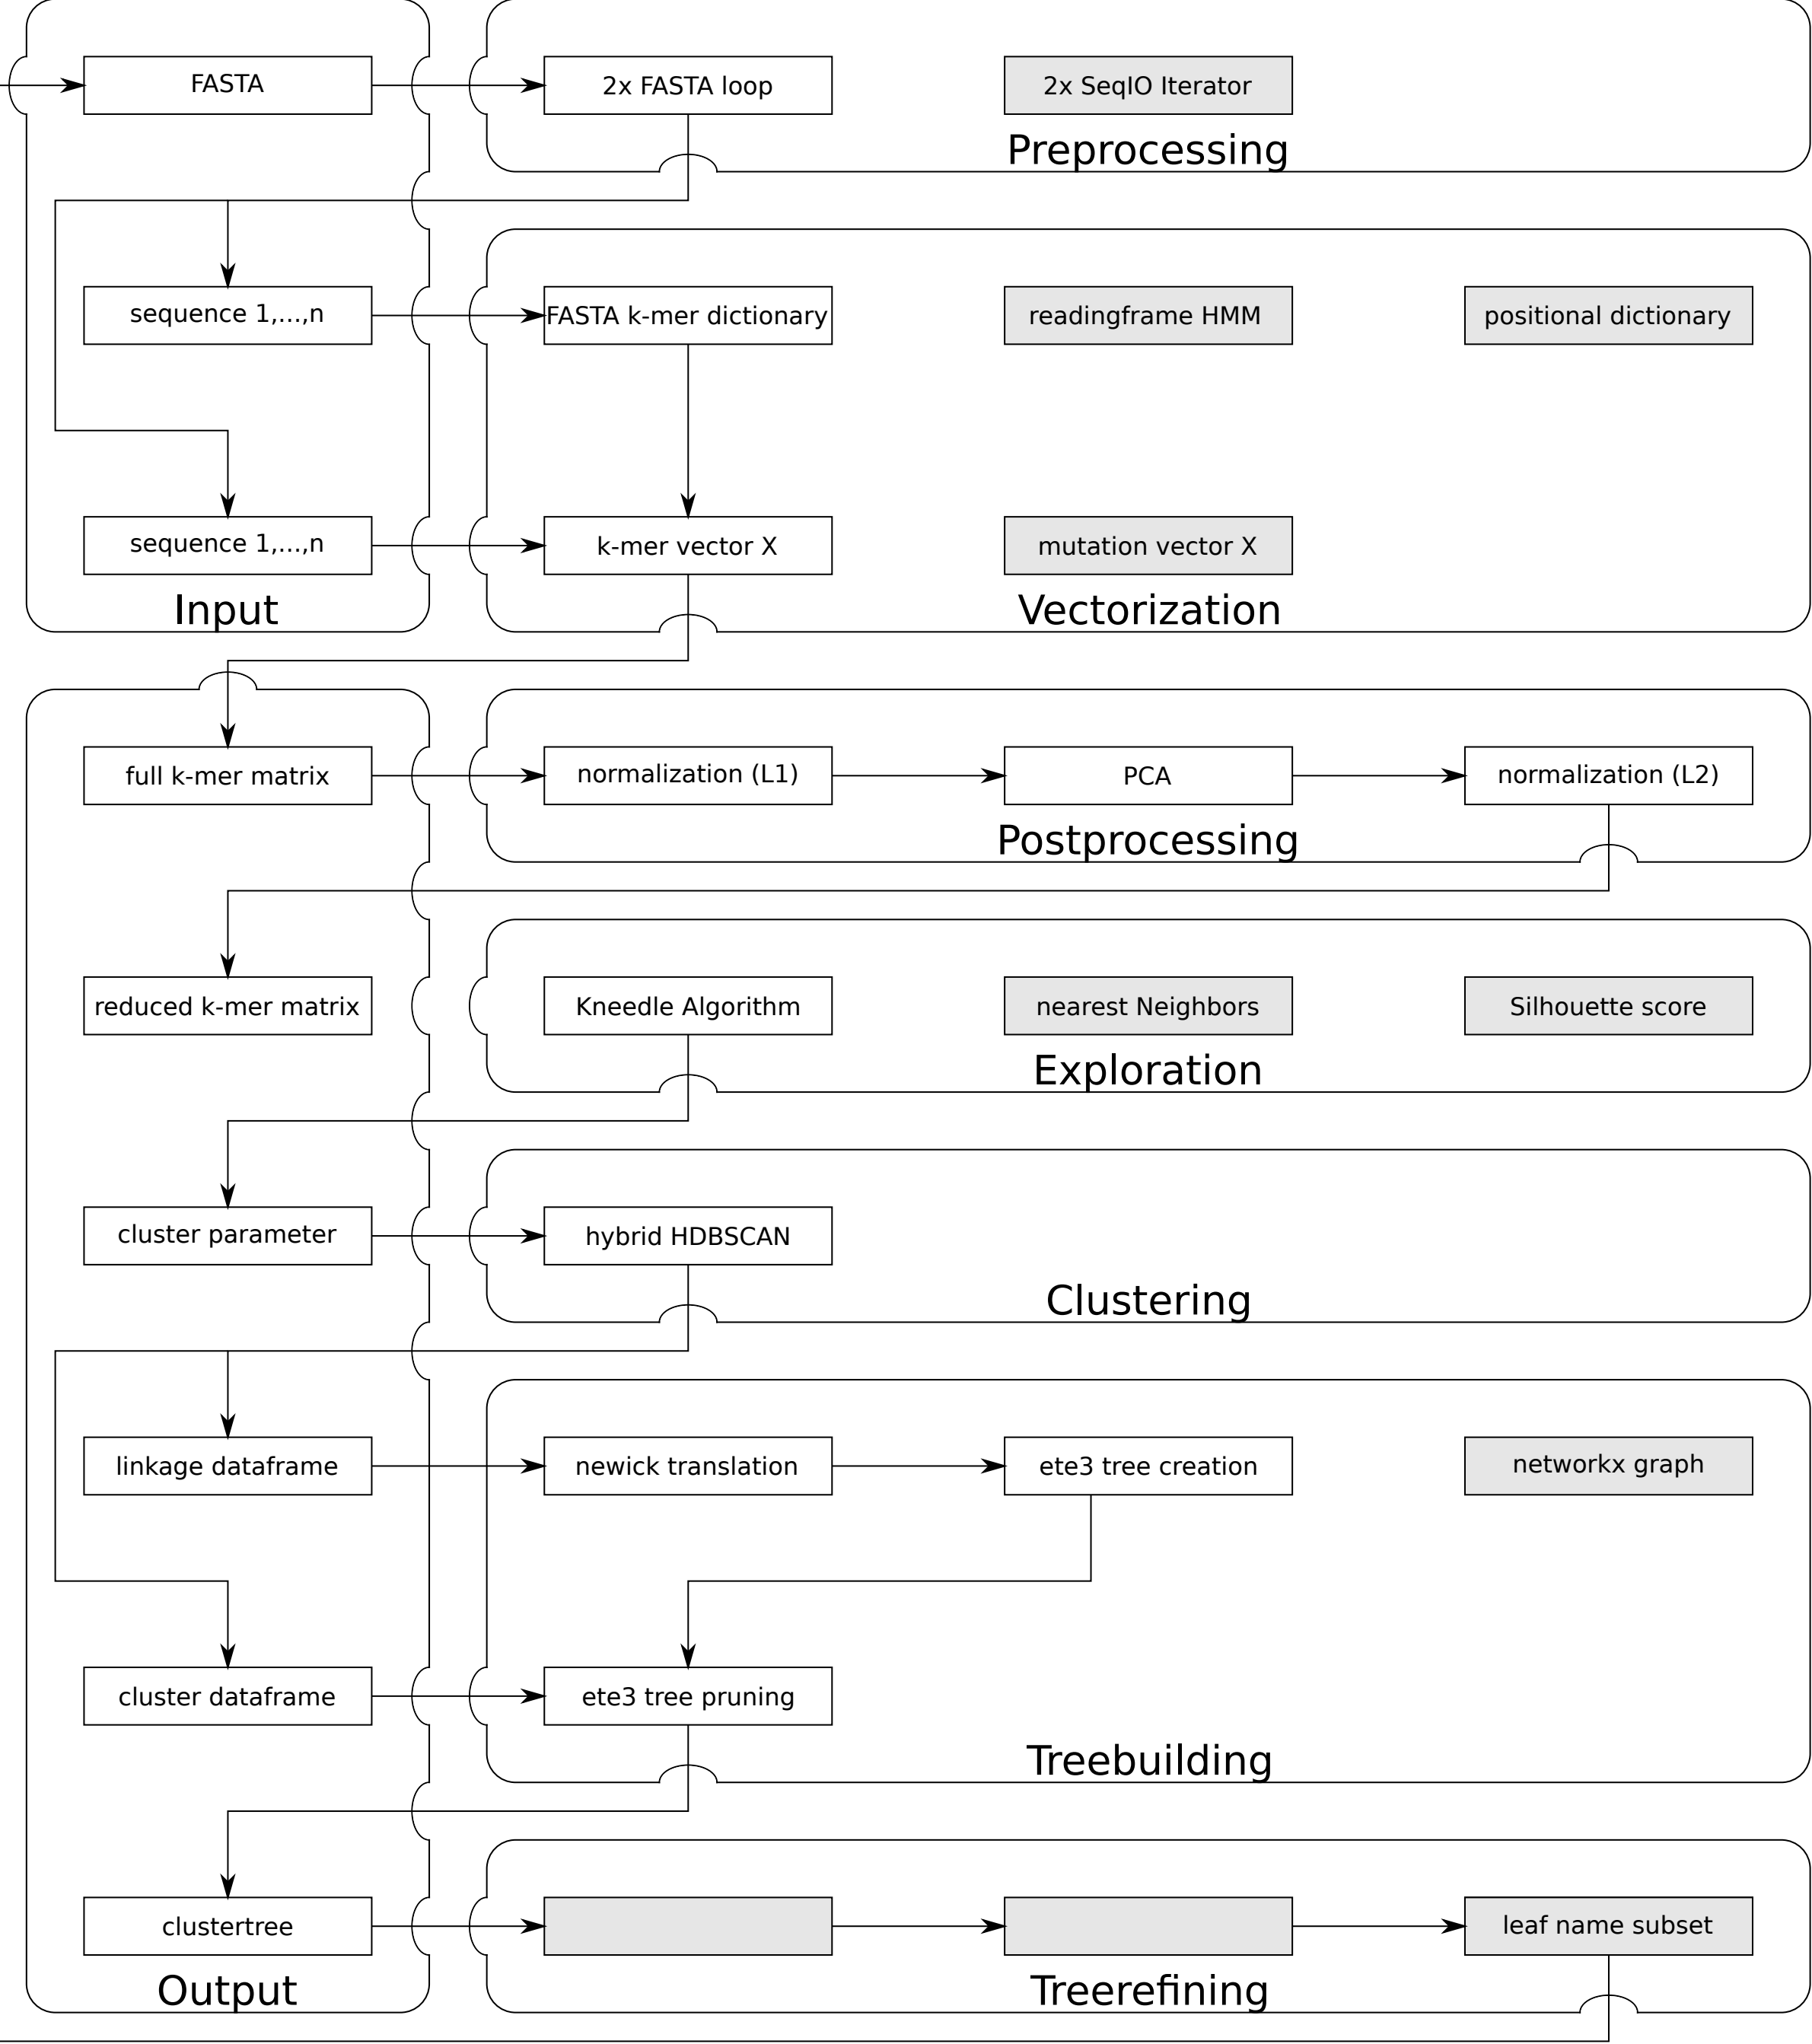 FASTA
2x FASTA loop
2x SeqIO Iterator
Preprocessing
sequence 1,...,n
FASTA k-mer dictionary
readingframe HMM
positional dictionary
sequence 1,...,n
k-mer vector X
mutation vector X
Input
Vectorization
full k-mer matrix
normalization (L1)
PCA
normalization (L2)
Postprocessing
reduced k-mer matrix
Kneedle Algorithm
nearest Neighbors
Silhouette score
Exploration
cluster parameter
hybrid HDBSCAN
Clustering
linkage dataframe
newick translation
ete3 tree creation
networkx graph
cluster dataframe
ete3 tree pruning
Treebuilding
clustertree
leaf name subset
Output
Treerefining